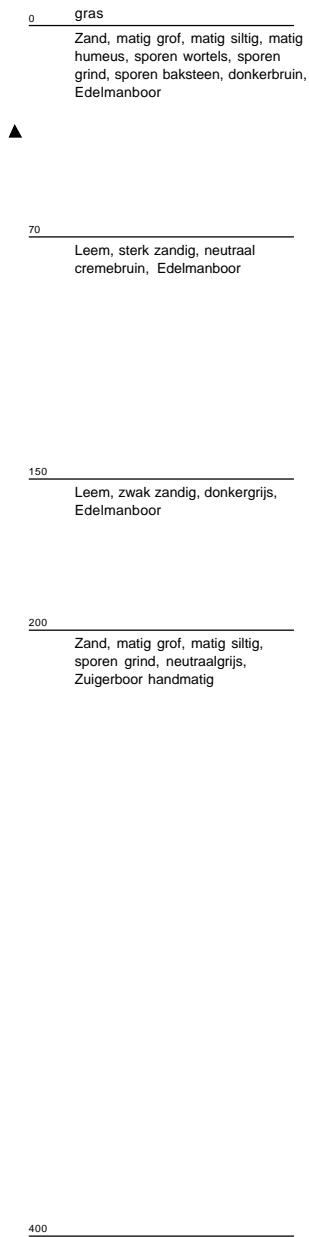 0 gras
Zand, matig grof, matig siltig, matig
humeus, sporen wortels, sporen
grind, sporen baksteen, donkerbruin,
Edelmanboor
70
Leem, sterk zandig, neutraal
cremebruin, Edelmanboor
150
Leem, zwak zandig, donkergrijs,
Edelmanboor
200
Zand, matig grof, matig siltig,
sporen grind, neutraalgrijs,
Zuigerboor handmatig
400